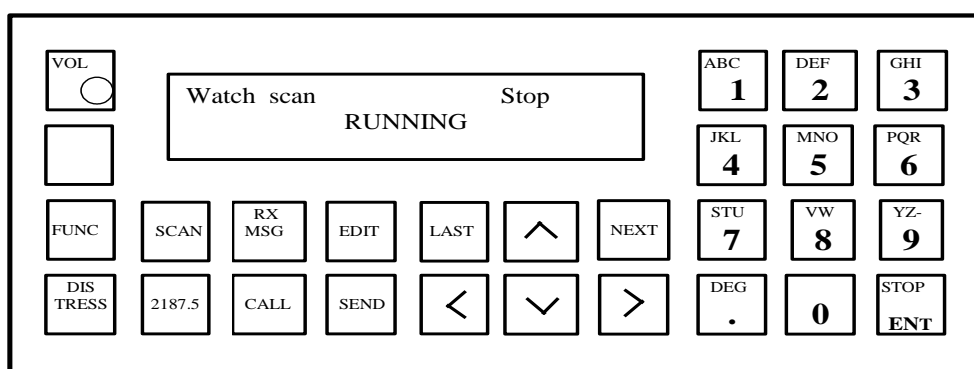 VOL
Watch scan Stop
RUNNING
ABC DEF GHI
1 2 3
JKL MNO PQR
4 5 6
FUNC SCAN RX MSG EDIT LAST NEXT
STU VW YZ-
7 8 9
DIS TRESS 2187.5 CALL SEND
DEG STOP
. 0 ENT